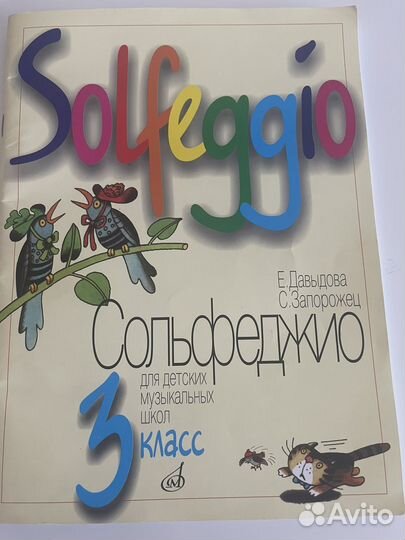 Solfeggio
Е.Давыдова
С.Запорожец
Сольфеджио
для детских
музыкальных
школ
3 класс
М
Avito